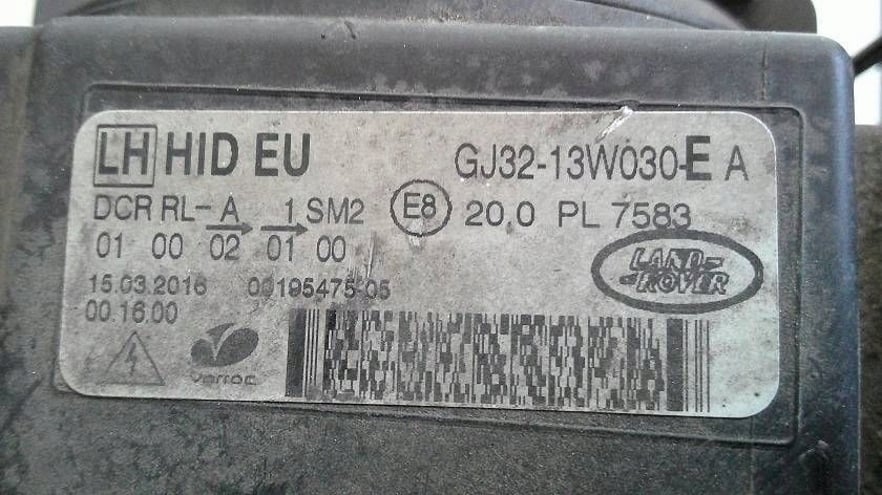 LH HID EU GJ32-13W030-E A
DCR RL-A 1 SM2 E8 20.0 PL 7583
01 00 02 01 00
LAND-
-ROVER
15.03.2016 00195475-05
00.16.00
varroc